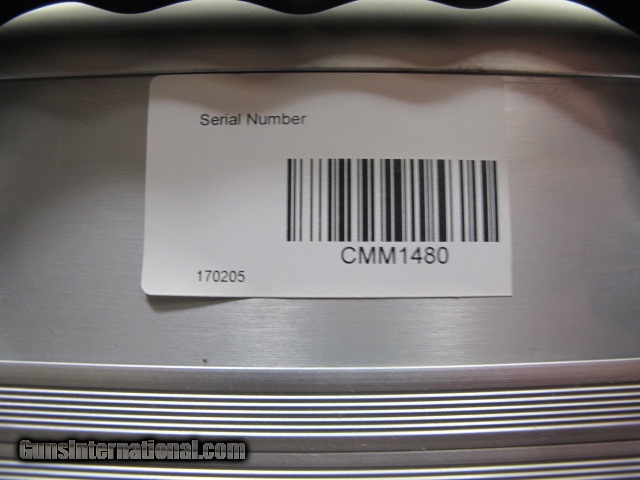 Serial Number
CMM1480
170205
GunsInternational.com